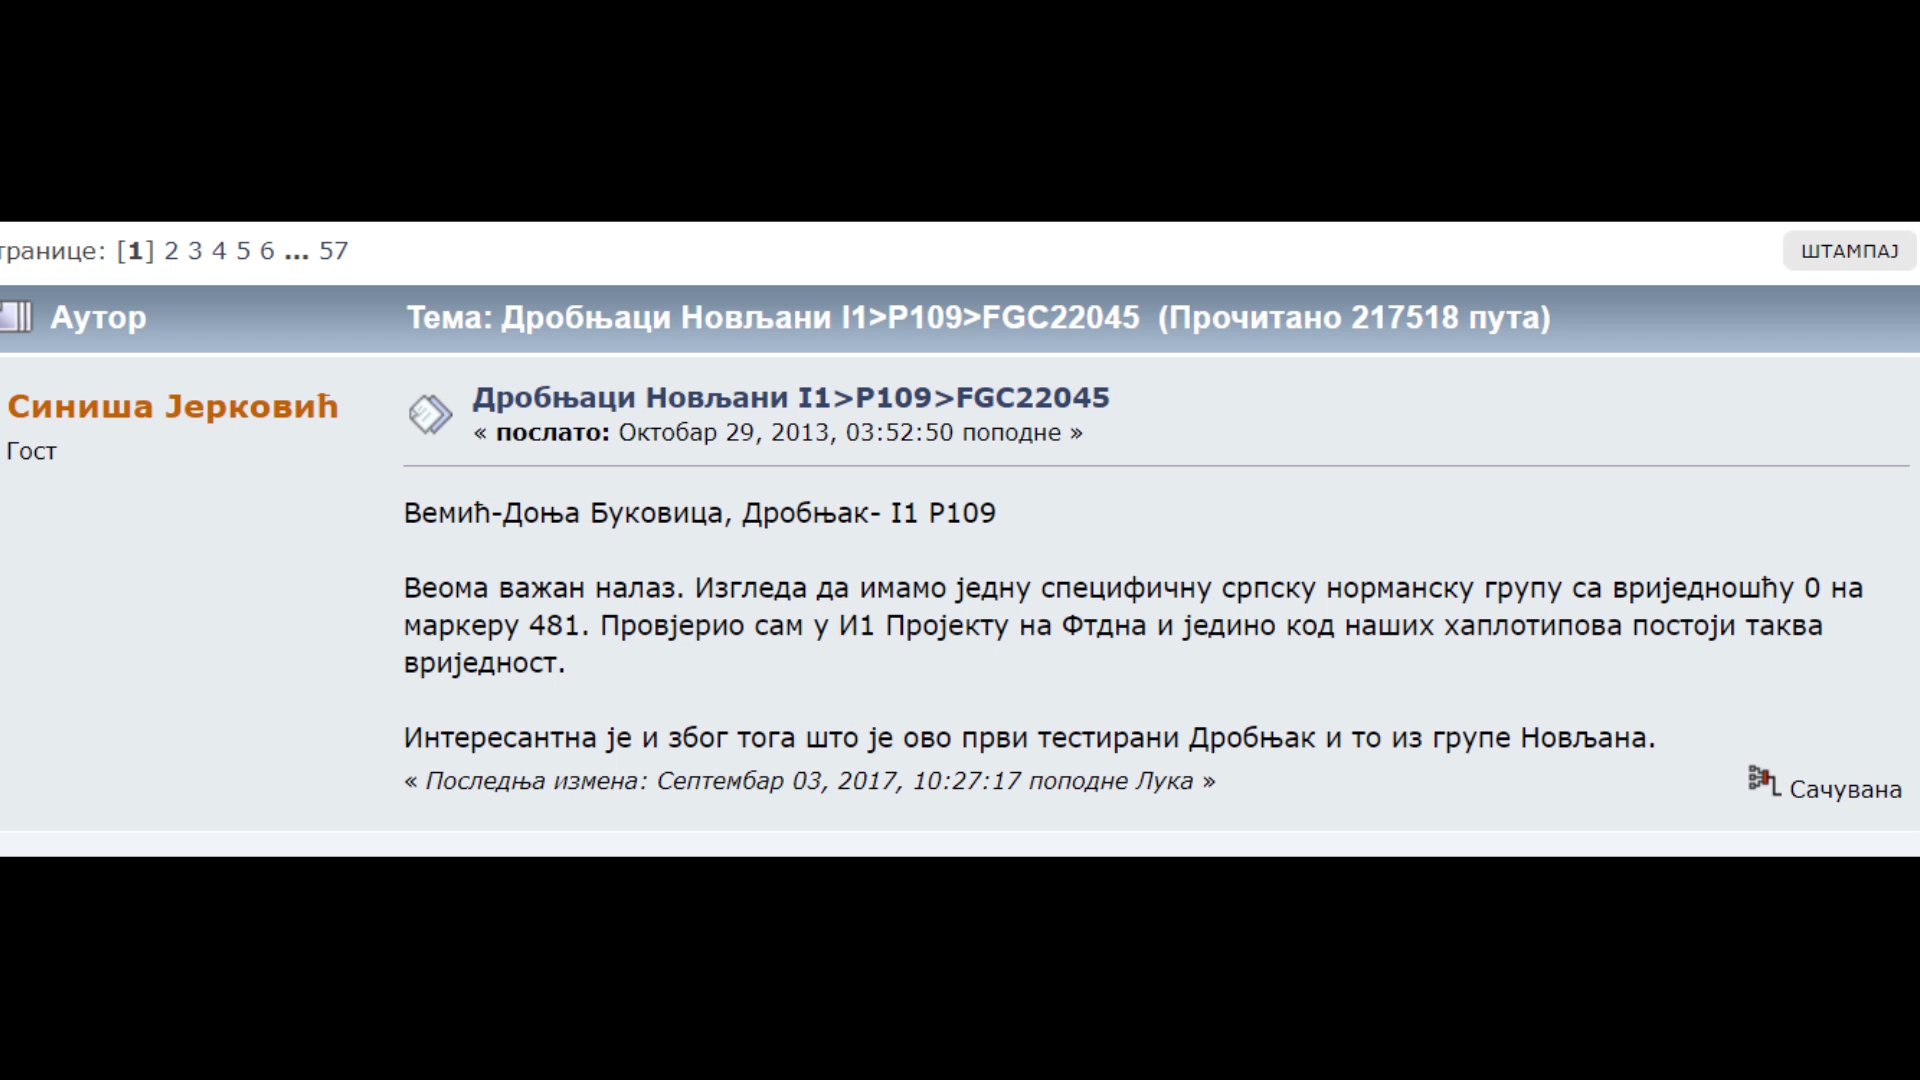 транице: [1] 2 3 4 5 6 ... 57
ШТАМПАЈ
Аутор
Тема: Дробњаци Новљани I1>P109>FGC22045 (Прочитано 217518 пута)
Синиша Јерковић
Гост
Дробњаци Новљани I1>P109>FGC22045
« послато: Октобар 29, 2013, 03:52:50 поподне »
Вемић-Доња Буковица, Дробњак- I1 P109
Веома важан налаз. Изгледа да имамо једну специфичну српску норманску групу са вриједношћу 0 на
маркеру 481. Провјерио сам у И1 Пројекту на Фтдна и једино код наших хаплотипова постоји таква
вриједност.
Интересантна је и због тога што је ово први тестирани Дробњак и то из групе Новљана.
« Последња измена: Септембар 03, 2017, 10:27:17 поподне Лука »
Сачувана